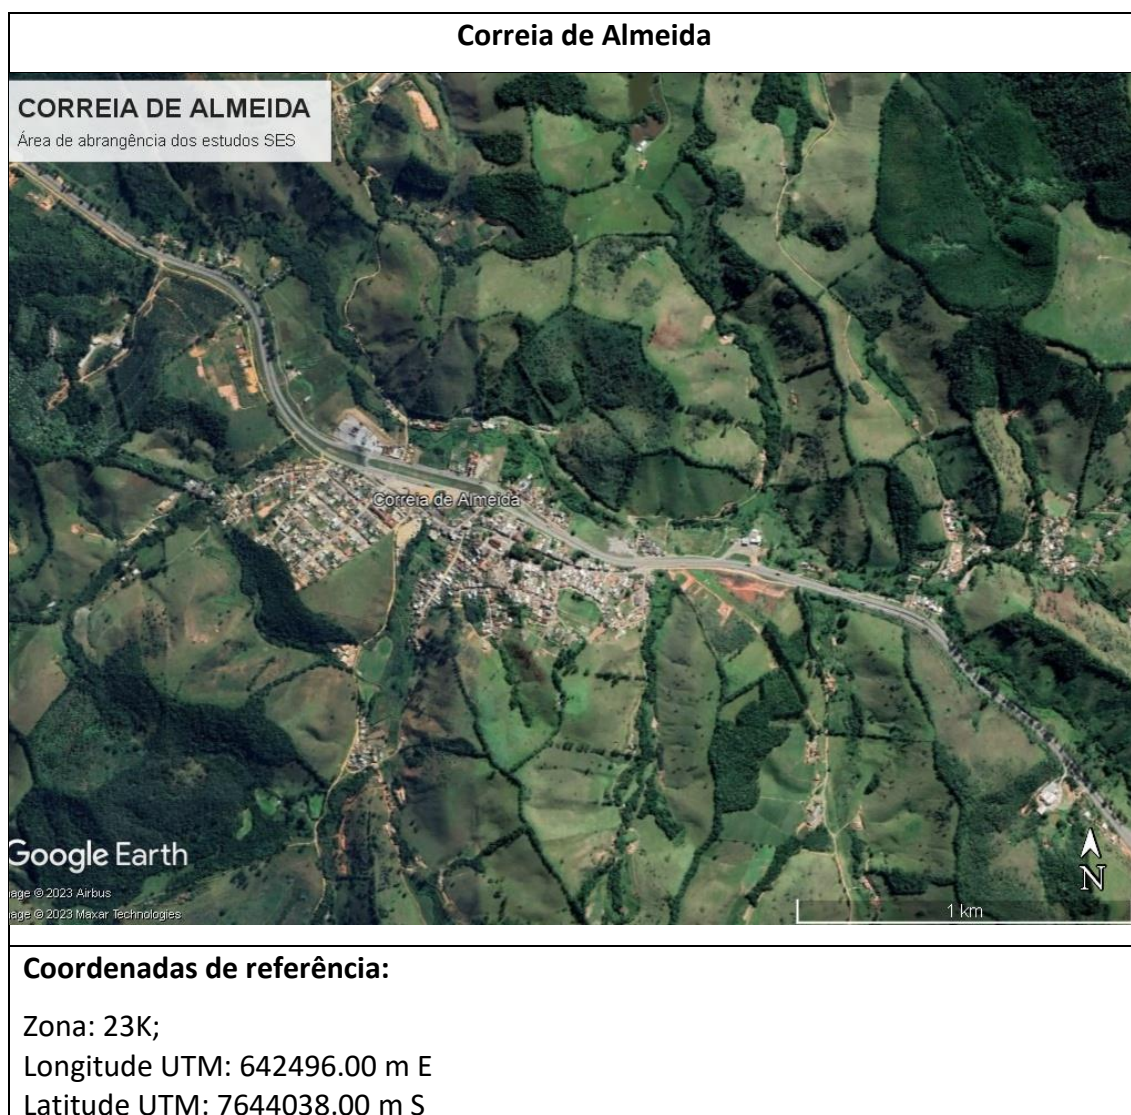 Correia de Almeida
CORREIA DE ALMEIDA
Área de abrangência dos estudos SES
Correia de Almeida
Google Earth
age © 2023 Airbus
age © 2023 Maxar Technologies
1 km
N
Coordenadas de referência:
Zona: 23K;
Longitude UTM: 642496.00 m E
Latitude UTM: 7644038.00 m S